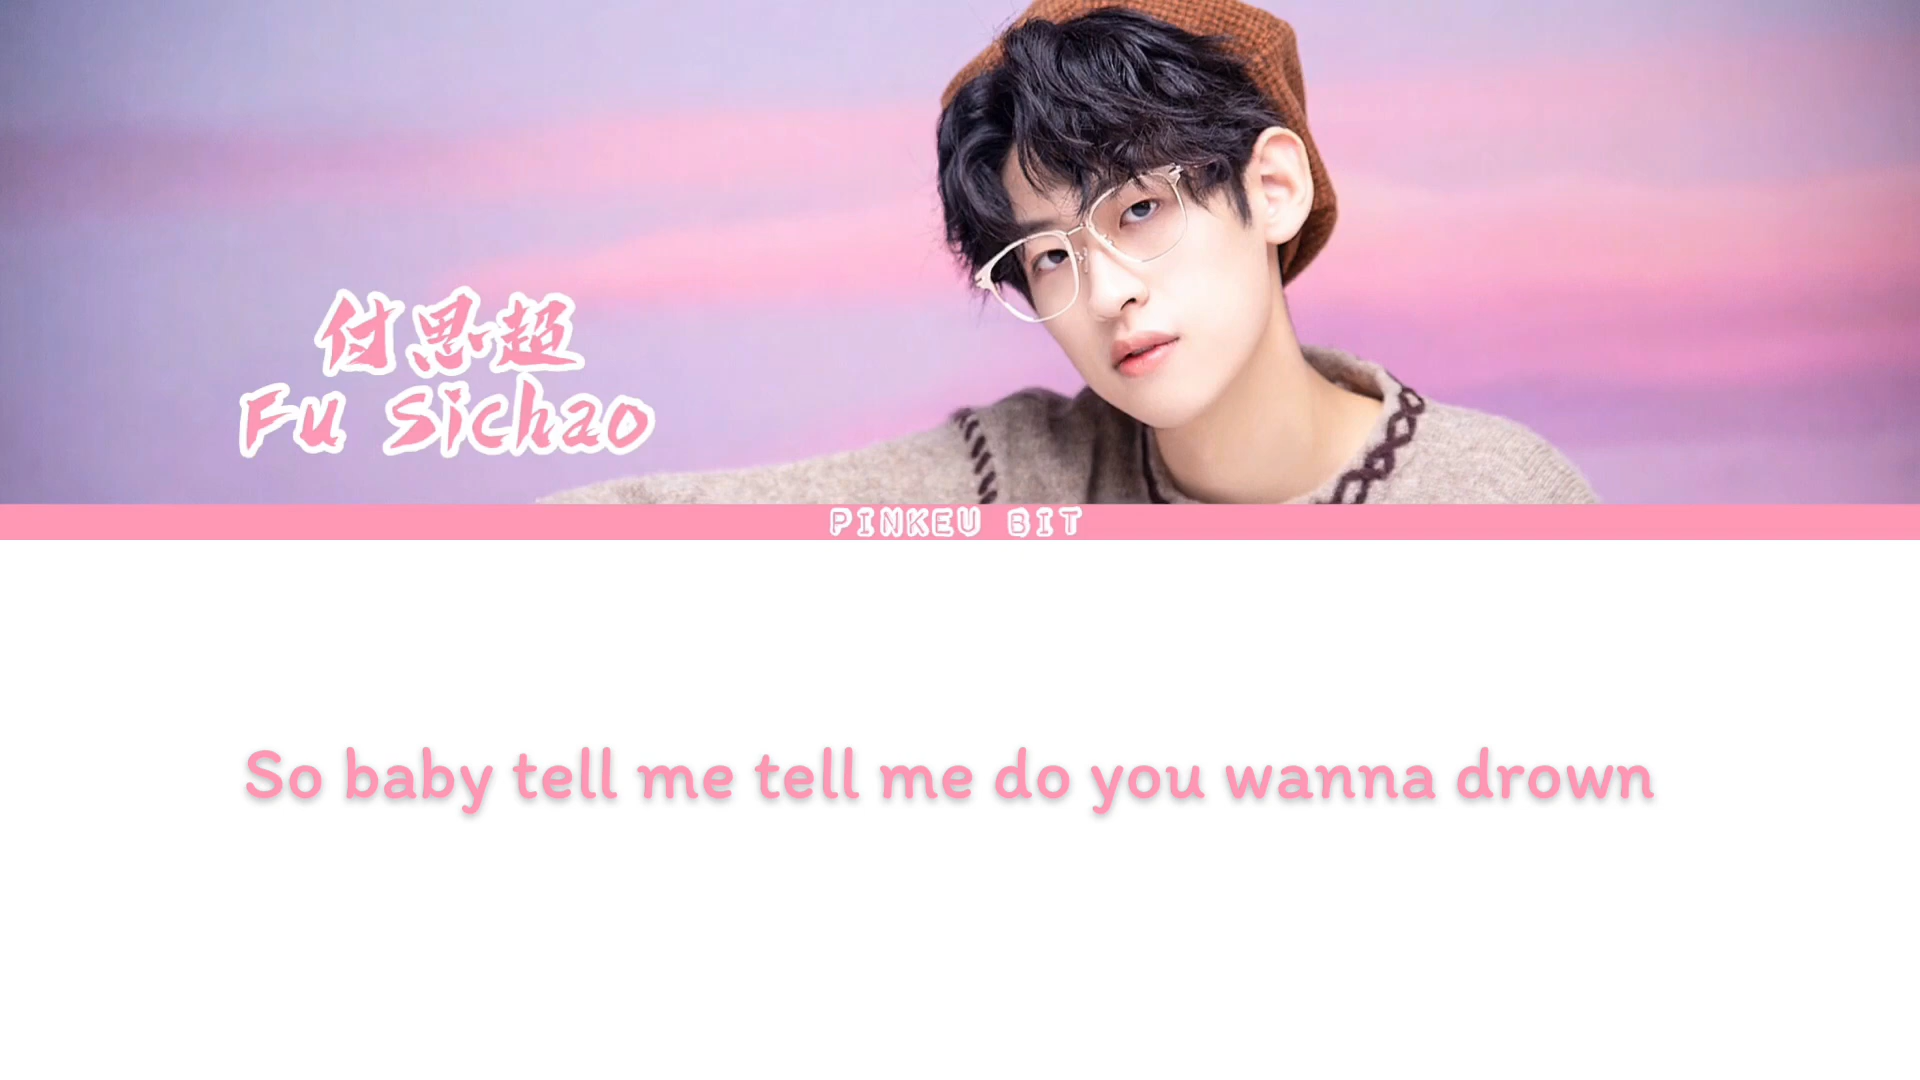 付思超
Fu Sichao
PINKEU BIT
So baby tell me tell me do you wanna drown